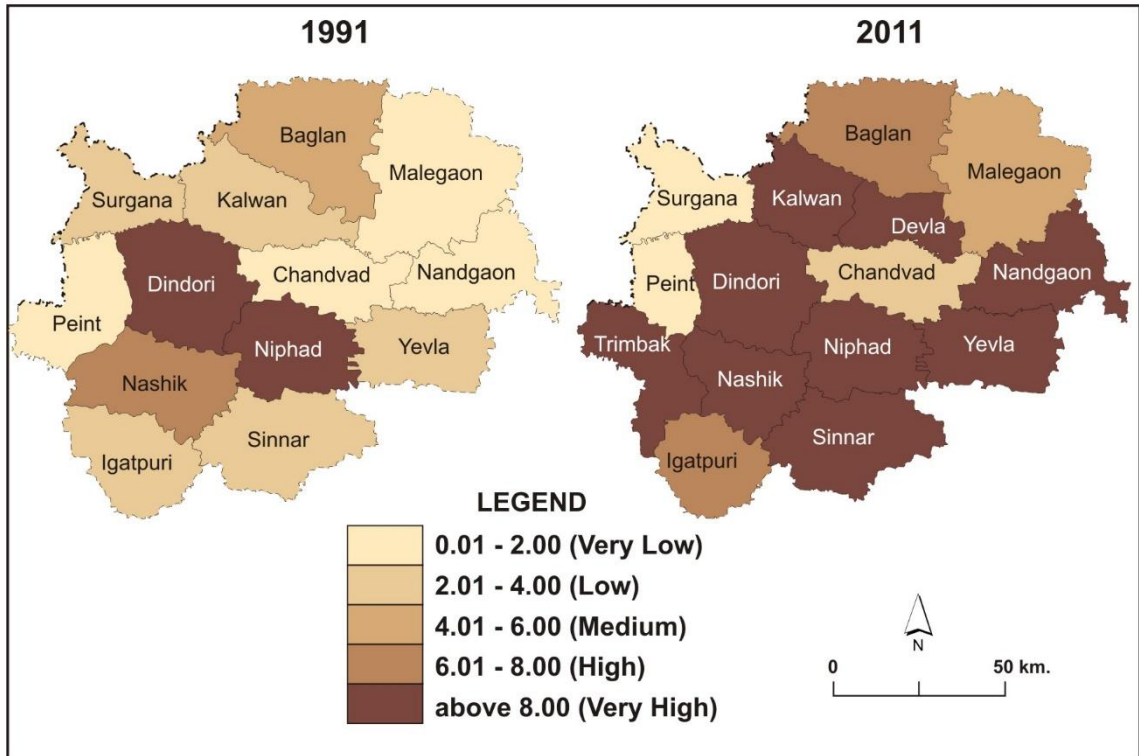 1991
Baglan
Malegaon
Surgana
Kalwan
Dindori
Chandvad
Nandgaon
Peint
Niphad
Yevla
Nashik
Igatpuri
Sinnar
2011
Baglan
Malegaon
Surgana
Kalwan
Devla
Peint
Dindori
Chandvad
Nandgaon
Trimbak
Niphad
Yevla
Nashik
Sinnar
Igatpuri
LEGEND
0.01 - 2.00 (Very Low)
2.01 - 4.00 (Low)
4.01 - 6.00 (Medium)
6.01 - 8.00 (High)
above 8.00 (Very High)
N
0 50 km.